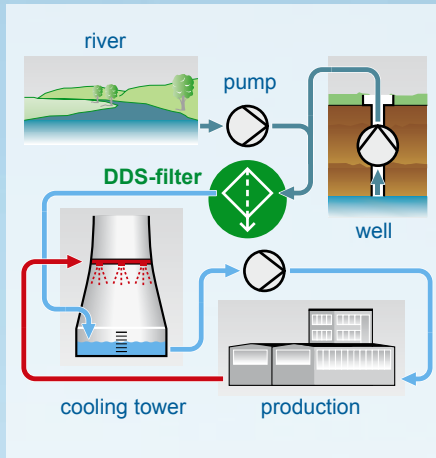 river
pump
DDS-filter
well
cooling tower
production